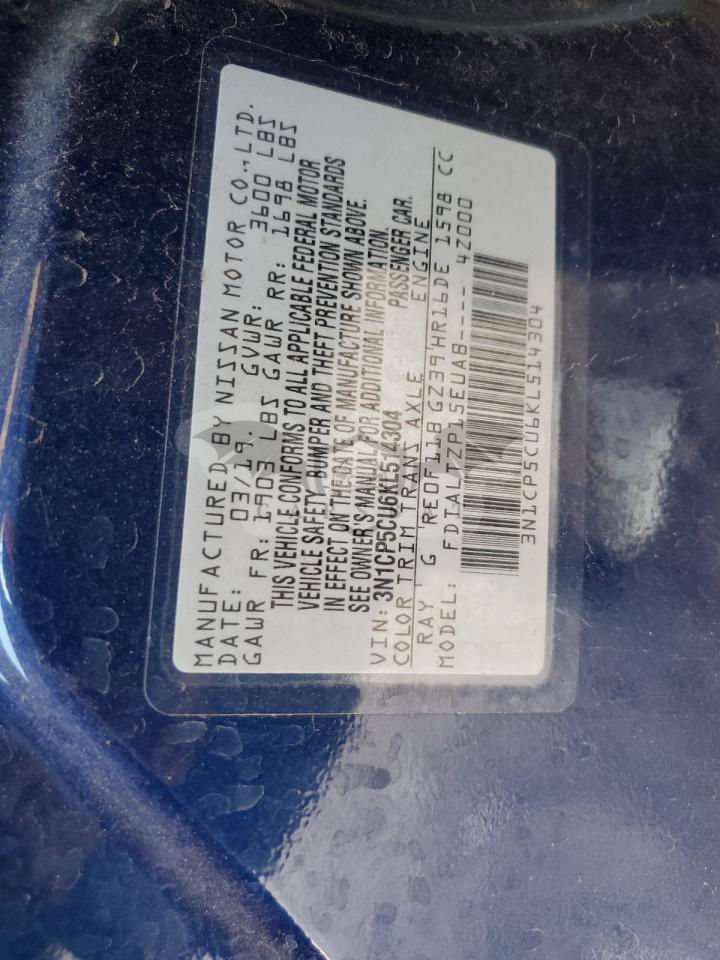 MANUFACTURED BY NISSAN MOTOR CO.,LTD.
DATE: 03/19. GVWR: 3600 LBS
GAWR FR: 1903 LBS GAWR RR: 1698 LBS
THIS VEHICLE CONFORMS TO ALL APPLICABLE FEDERAL MOTOR
VEHICLE SAFETY, BUMPER AND THEFT PREVENTION STANDARDS
IN EFFECT ON THE DATE OF MANUFACTURE SHOWN ABOVE.
SEE OWNER'S MANUAL FOR ADDITIONAL INFORMATION.
VIN: 3N1CP5CU6KL514304 PASSENGER CAR.
COLOR TRIM TRANS AXLE ENGINE
RAY G RE0F11B GZ39 HR16DE 1598 CC
MODEL: FDTALYZP15EUAB---- 4Z000
3N1CP5CU6KL514304